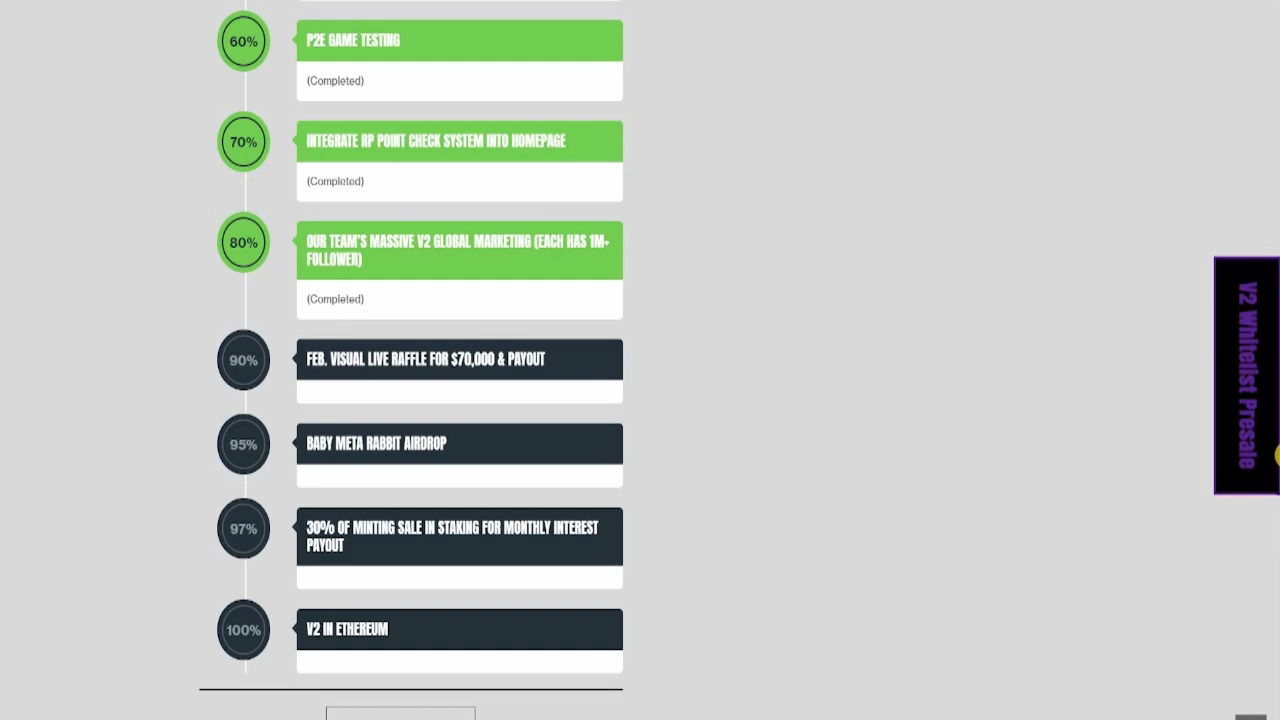 60%
P2E GAME TESTING
(Completed)
70%
INTEGRATE RP POINT CHECK SYSTEM INTO HOMEPAGE
(Completed)
80%
OUR TEAM'S MASSIVE V2 GLOBAL MARKETING (EACH HAS 1M+
FOLLOWER)
(Completed)
90%
FEB. VISUAL LIVE RAFFLE FOR $70,000 & PAYOUT
95%
BABY META RABBIT AIRDROP
97%
30% OF MINTING SALE IN STAKING FOR MONTHLY INTEREST
PAYOUT
100%
V2 IN ETHEREUM
V2 Whitelist Presale